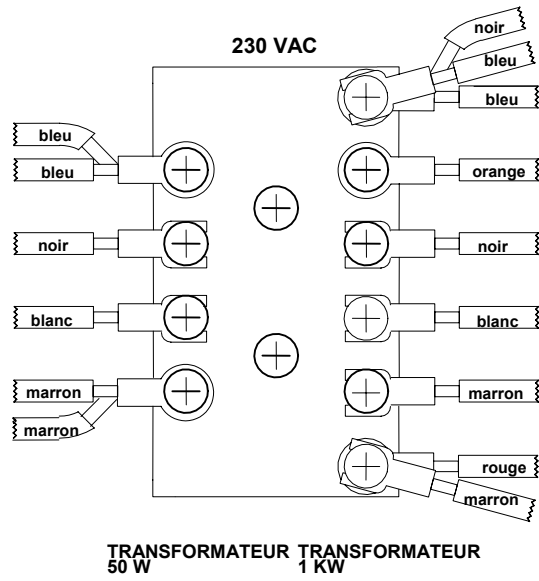 230 VAC
noir
bleu
bleu
bleu
bleu
orange
noir
noir
blanc
blanc
marron
marron
marron
rouge
marron
TRANSFORMATEUR
50 W
TRANSFORMATEUR
1 KW